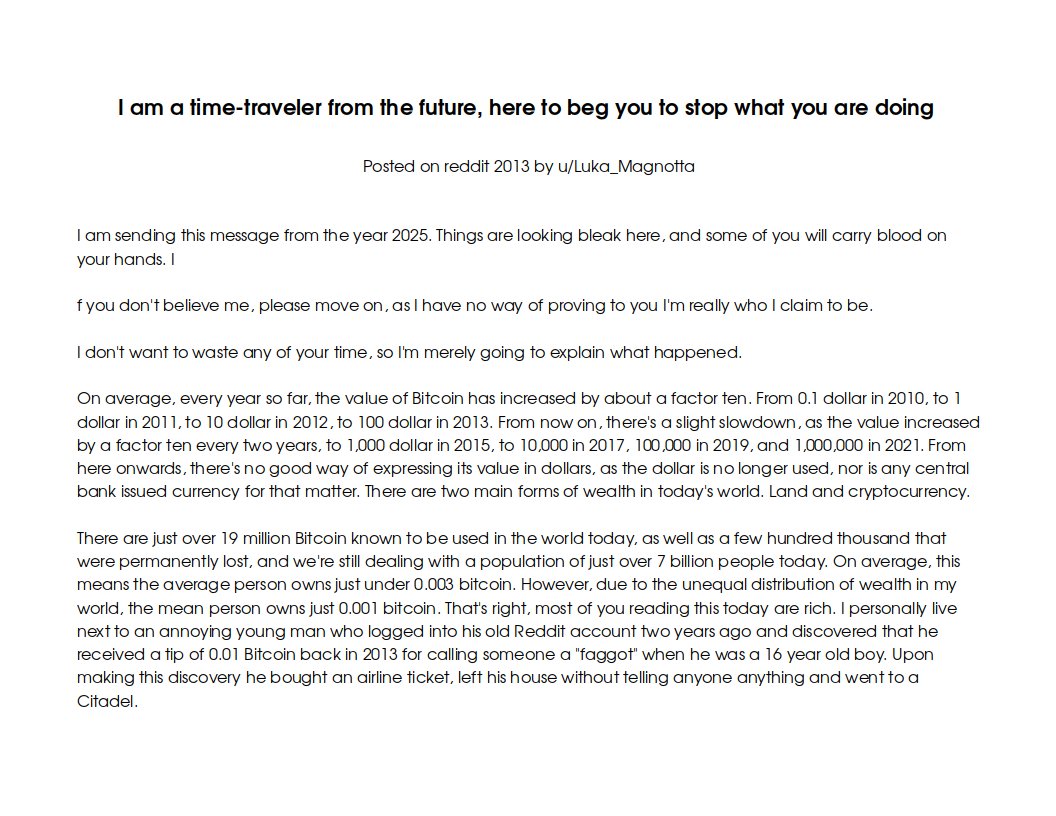 I am a time-traveler from the future, here to beg you to stop what you are doing
Posted on reddit 2013 by u/Luka_Magnotta
I am sending this message from the year 2025. Things are looking bleak here, and some of you will carry blood on
your hands. I
f you don't believe me, please move on, as I have no way of proving to you I'm really who I claim to be.
I don't want to waste any of your time, so I'm merely going to explain what happened.
On average, every year so far, the value of Bitcoin has increased by about a factor ten. From 0.1 dollar in 2010, to 1
dollar in 2011, to 10 dollar in 2012, to 100 dollar in 2013. From now on, there's a slight slowdown, as the value increased
by a factor ten every two years, to 1,000 dollar in 2015, to 10,000 in 2017, 100,000 in 2019, and 1,000,000 in 2021. From
here onwards, there's no good way of expressing its value in dollars, as the dollar is no longer used, nor is any central
bank issued currency for that matter. There are two main forms of wealth in today's world. Land and cryptocurrency.
There are just over 19 million Bitcoin known to be used in the world today, as well as a few hundred thousand that
were permanently lost, and we're still dealing with a population of just over 7 billion people today. On average, this
means the average person owns just under 0.003 bitcoin. However, due to the unequal distribution of wealth in my
world, the mean person owns just 0.001 bitcoin. That's right, most of you reading this today are rich. I personally live
next to an annoying young man who logged into his old Reddit account two years ago and discovered that he
received a tip of 0.01 Bitcoin back in 2013 for calling someone a "faggot" when he was a 16 year old boy. Upon
making this discovery he bought an airline ticket, left his house without telling anyone anything and went to a
Citadel.